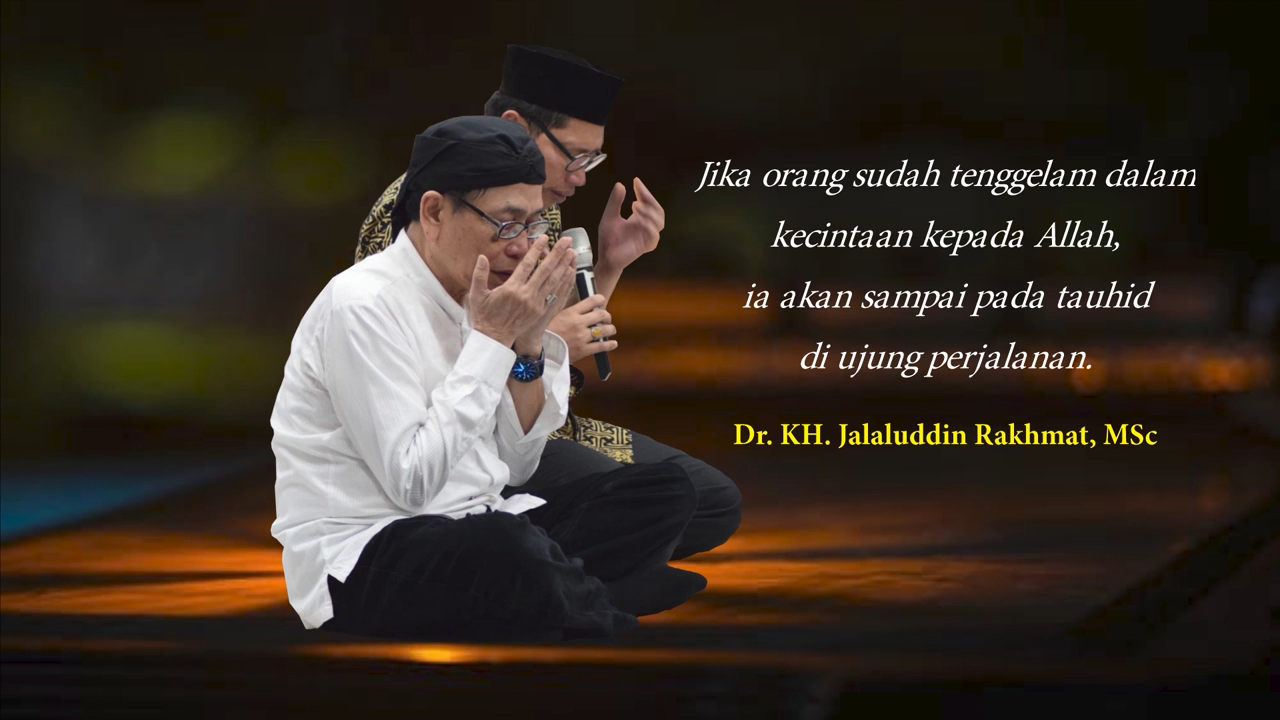 Jika orang sudah tenggelam dalam
kecintaan kepada Allah,
ia akan sampai pada tauhid
di ujung perjalanan.
Dr. KH. Jalaluddin Rakhmat, MSc